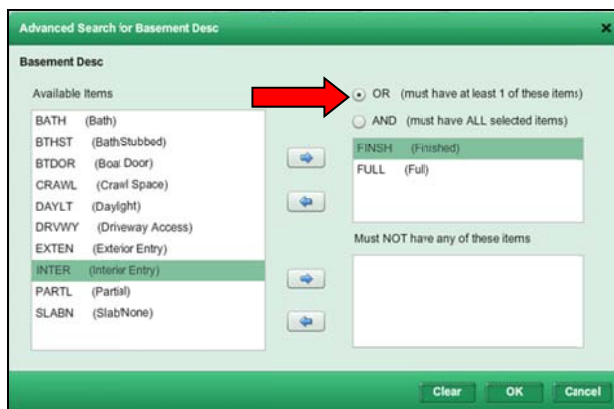 Advanced Search for Basement Desc
Basement Desc
Available Items
BATH (Bath)
BTHST (BathStubbed)
BTDOR (Boat Door)
CRAWL (Crawl Space)
DAYLT (Daylight)
DRVWY (Driveway Access)
EXTEN (Exterior Entry)
INTER (Interior Entry)
PARTL (Partial)
SLABN (Slab/None)
OR (must have at least 1 of these items)
AND (must have ALL selected items)
FINSH (Finished)
FULL (Full)
Must NOT have any of these items
Clear OK Cancel